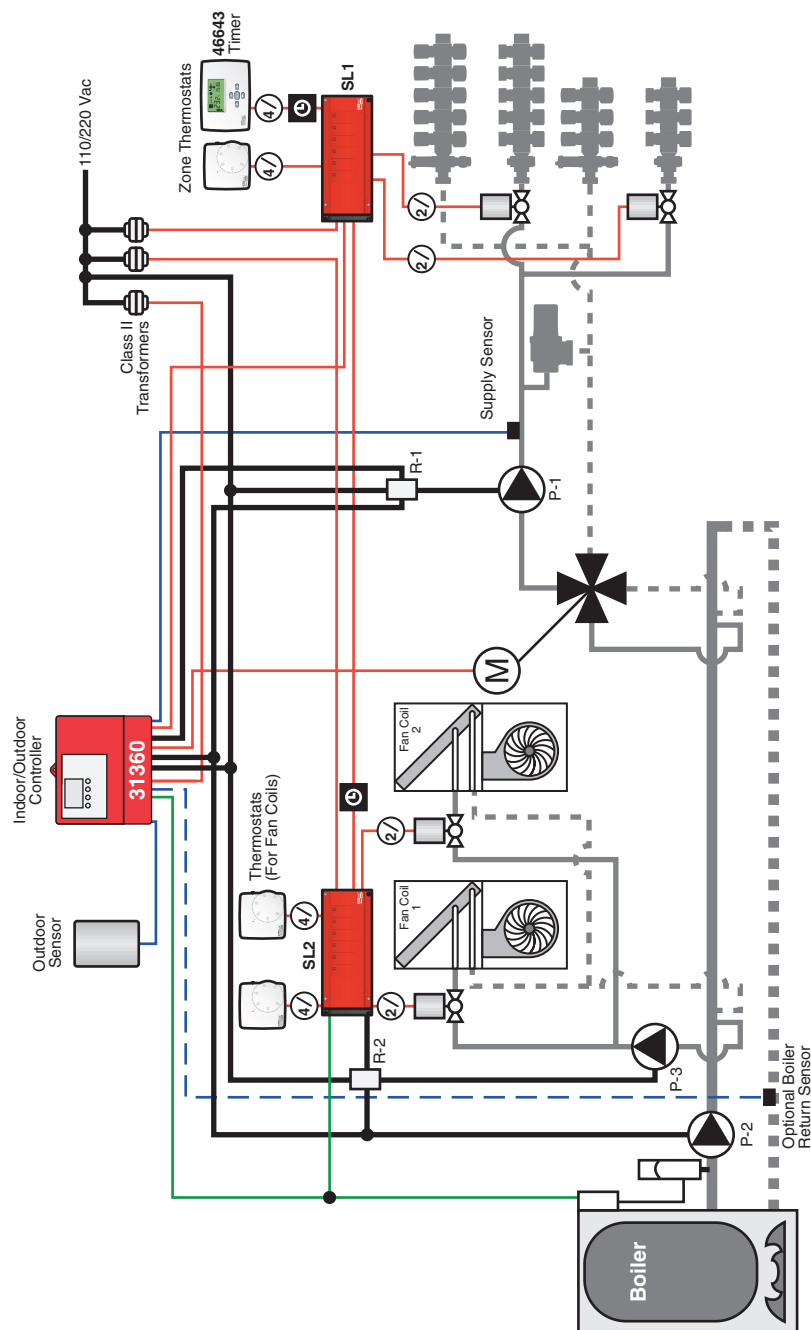 Outdoor
Sensor
Indoor/Outdoor
Controller
31360
110/220 Vac
Class II
Transformers
Zone Thermostats
46643
Timer
4/
4/
SL1
Thermostats
(For Fan Coils)
4/
4/
SL2
2/
2/
2/
2/
R-2
R-1
Supply Sensor
Fan Coil
1
Fan Coil
2
M
P-1
P-3
P-2
Boiler
Optional Boiler
Return Sensor